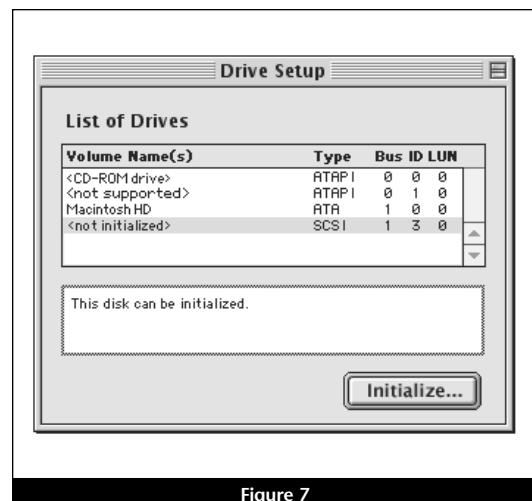 Drive Setup
List of Drives
Volume Name(s) Type Bus ID LUN
<CD-ROM drive> ATAPI 0 0 0
<not supported> ATAPI 0 1 0
Macintosh HD ATA 1 0 0
<not initialized> SCSI 1 3 0
This disk can be initialized.
Initialize...
Figure 7